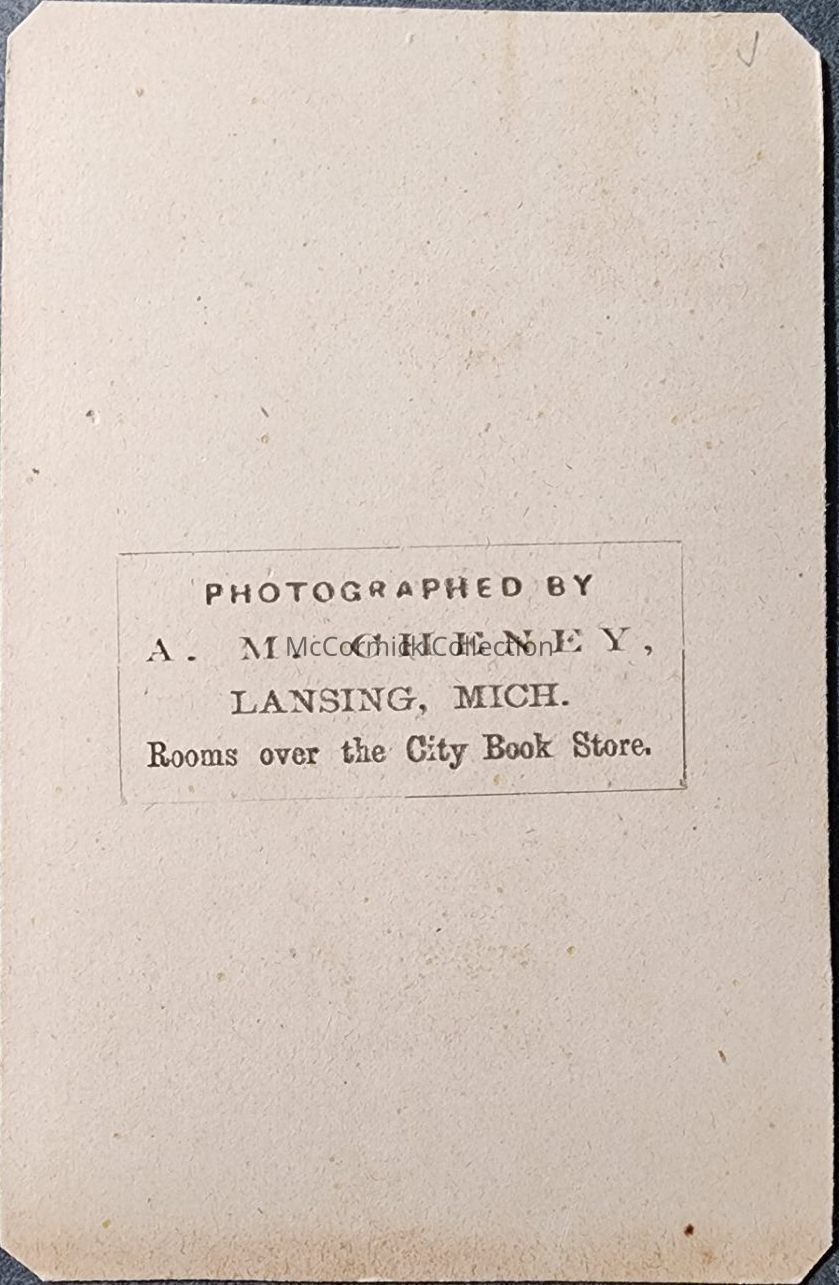 PHOTOGRAPHED BY
A. M. CHENEY,
McCormick Collection
LANSING, MICH.
Rooms over the City Book Store.